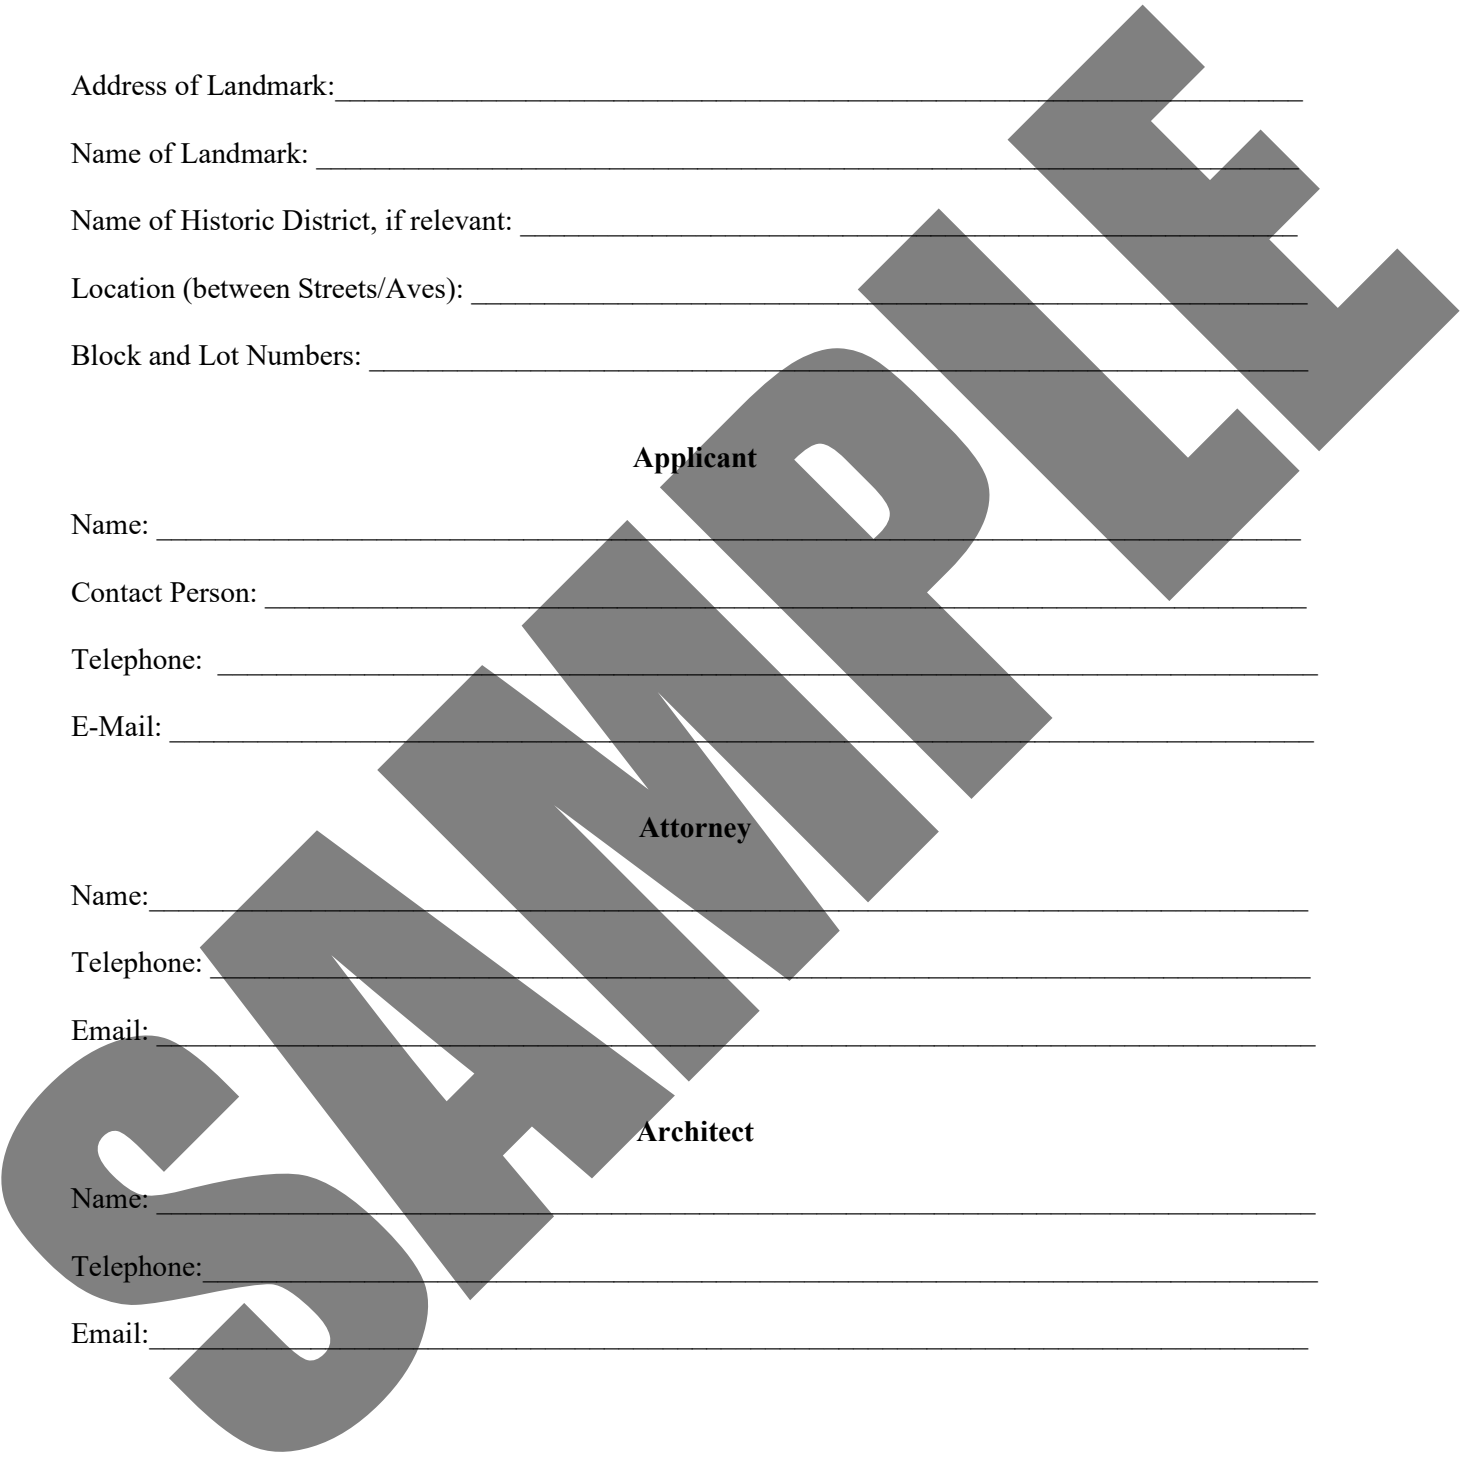 Address of Landmark:
Name of Landmark:
Name of Historic District, if relevant:
Location (between Streets/Aves):
Block and Lot Numbers:
Applicant
Name:
Contact Person:
Telephone:
E-Mail:
Attorney
Name:
Telephone:
Email:
Architect
Name:
Telephone:
Email:
SAMPLE